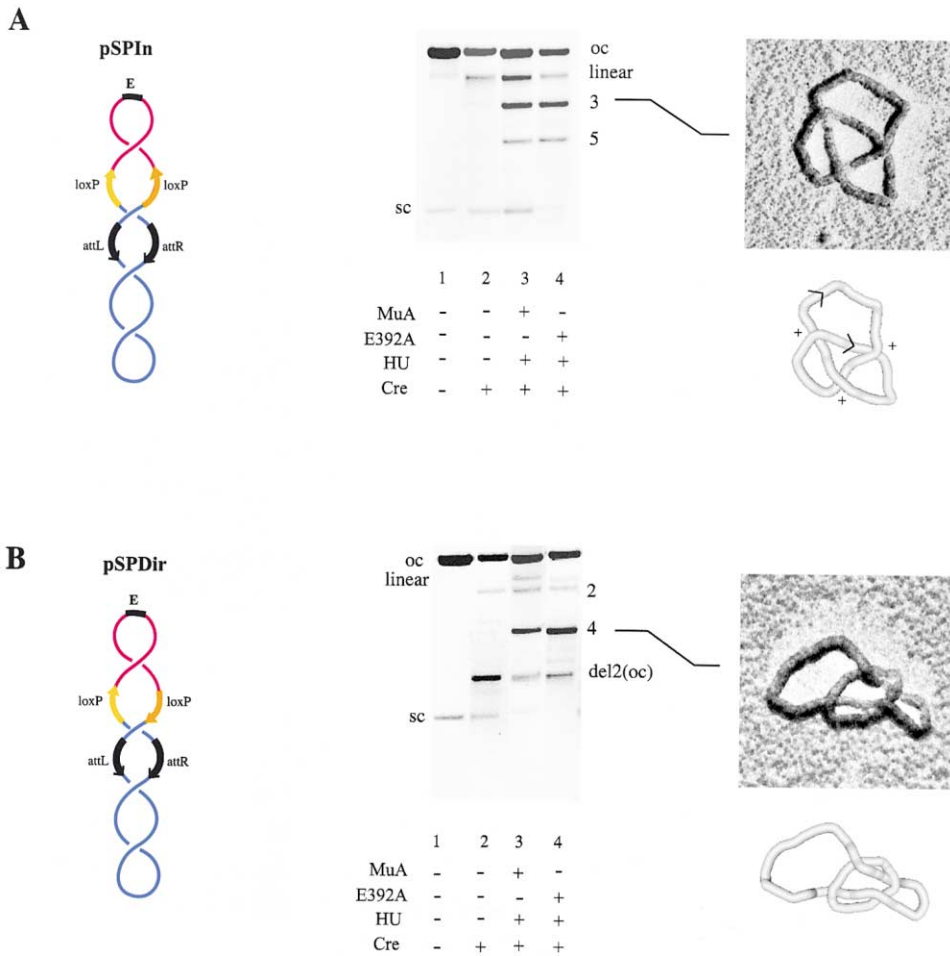 A
pSPIn
E
loxP loxP
attL attR
oc
linear
3
5
sc
1 2 3 4
MuA - - + -
E392A - - - +
HU - - + +
Cre - + + +
+ +
+
B
pSPDir
E
loxP loxP
attL attR
oc
linear
2
4
del2(oc)
sc
1 2 3 4
MuA - - + -
E392A - - - +
HU - - + +
Cre - + + +